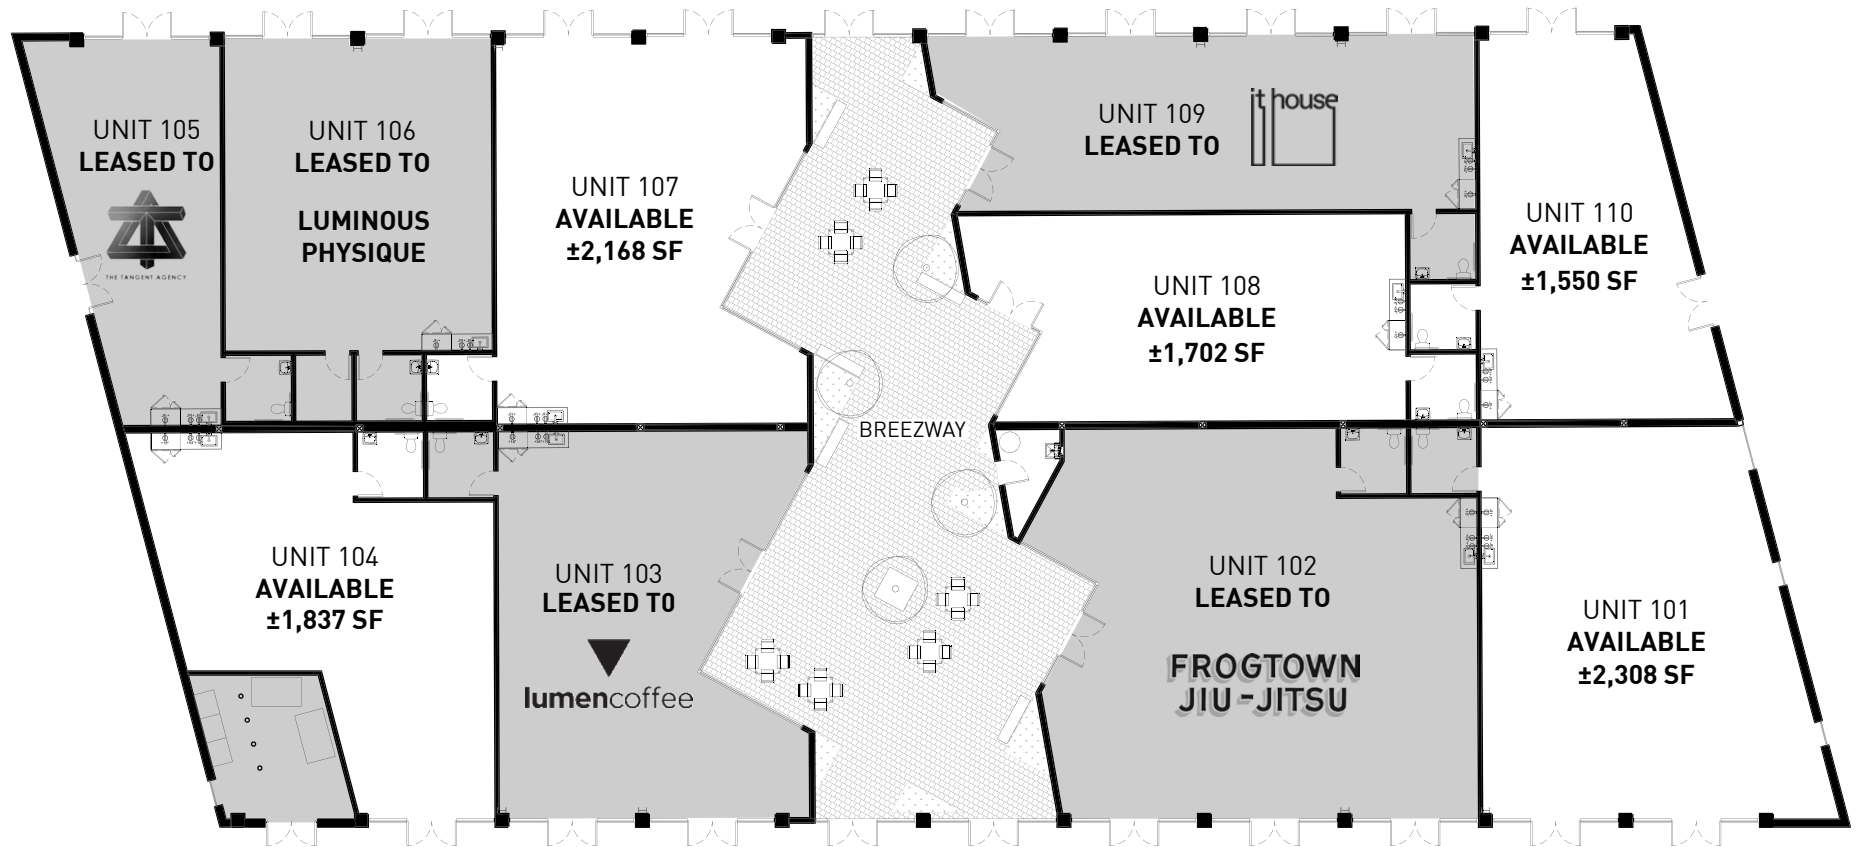 UNIT 105
LEASED TO
THE TANGENT AGENCY
UNIT 106
LEASED TO
LUMINOUS
PHYSIQUE
UNIT 107
AVAILABLE
±2,168 SF
UNIT 109
LEASED TO
it house
UNIT 110
AVAILABLE
±1,550 SF
UNIT 108
AVAILABLE
±1,702 SF
BREEZWAY
UNIT 104
AVAILABLE
±1,837 SF
UNIT 103
LEASED TO
lumencoffee
UNIT 102
LEASED TO
FROGTOWN
JIU-JITSU
UNIT 101
AVAILABLE
±2,308 SF